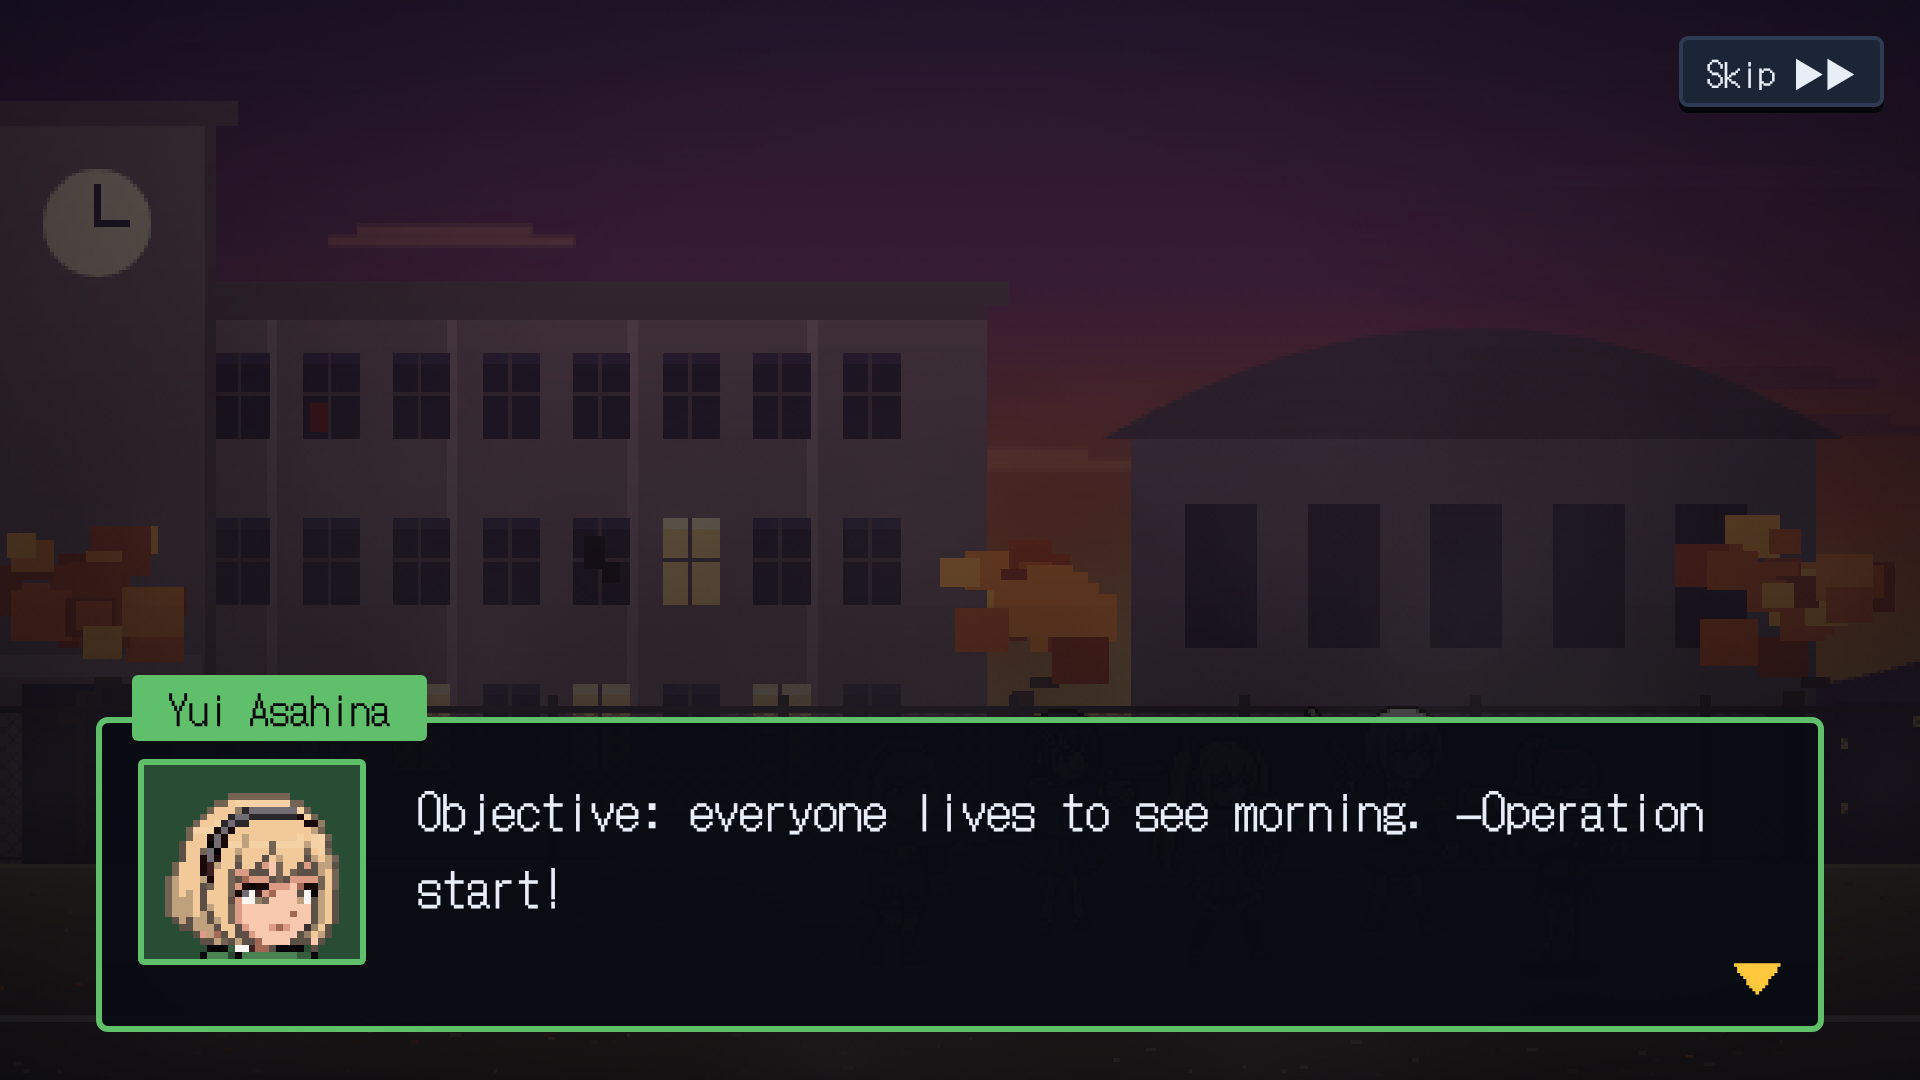 Skip
Yui Asahina
Objective: everyone lives to see morning. —Operation
start!